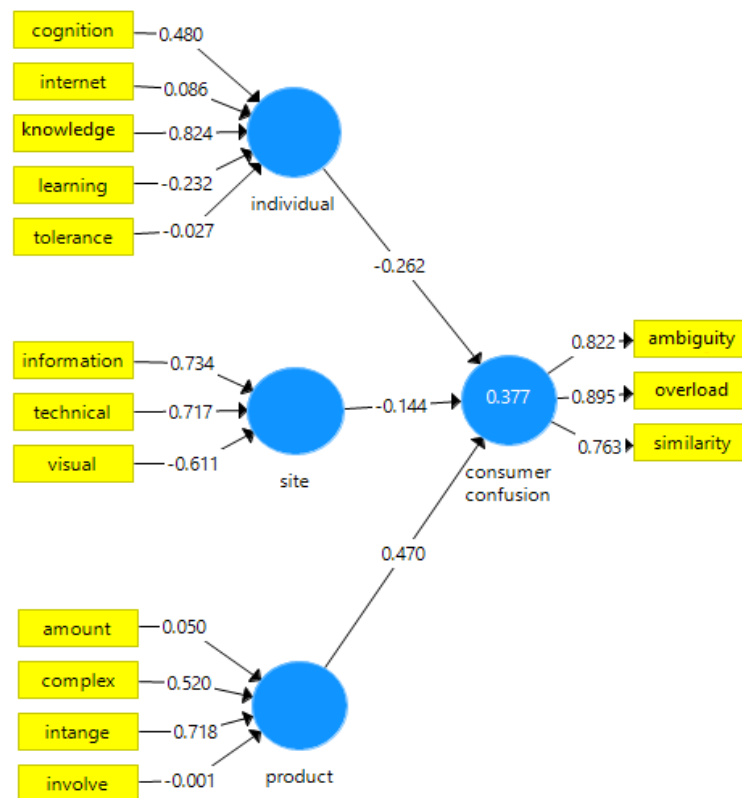 cognition
0.480
internet
0.086
knowledge
0.824
learning
-0.232
tolerance
-0.027
individual
-0.262
information
0.734
technical
0.717
visual
-0.611
site
-0.144
0.377
consumer
confusion
0.822
ambiguity
0.895
overload
0.763
similarity
0.470
amount
0.050
complex
0.520
intange
0.718
involve
-0.001
product